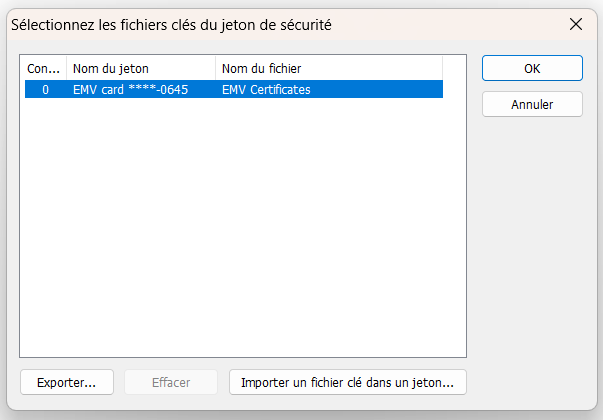 Sélectionnez les fichiers clés du jeton de sécurité
Con... Nom du jeton Nom du fichier
0 EMV card ****-0645 EMV Certificates
OK
Annuler
Exporter... Effacer Importer un fichier clé dans un jeton...